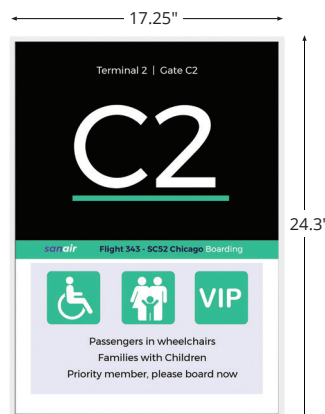 17.25"
Terminal 2 | Gate C2
C2
24.3"
sanair Flight 343 - SC52 Chicago Boarding
VIP
Passengers in wheelchairs
Families with Children
Priority member, please board now